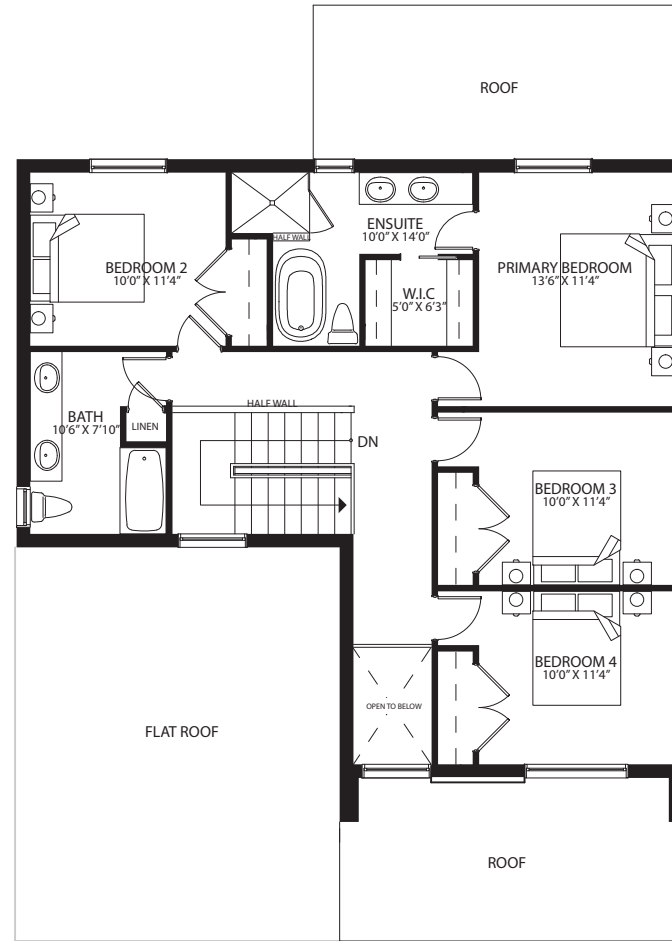 ROOF
ENSUITE
10'0" X 14'0"
HALF WALL
BEDROOM 2
10'0" X 11'4"
PRIMARY BEDROOM
13'6" X 11'4"
W.I.C
5'0" X 6'3"
HALF WALL
BATH
10'6" X 7'10"
LINEN
DN
BEDROOM 3
10'0" X 11'4"
BEDROOM 4
10'0" X 11'4"
OPEN TO BELOW
FLAT ROOF
ROOF